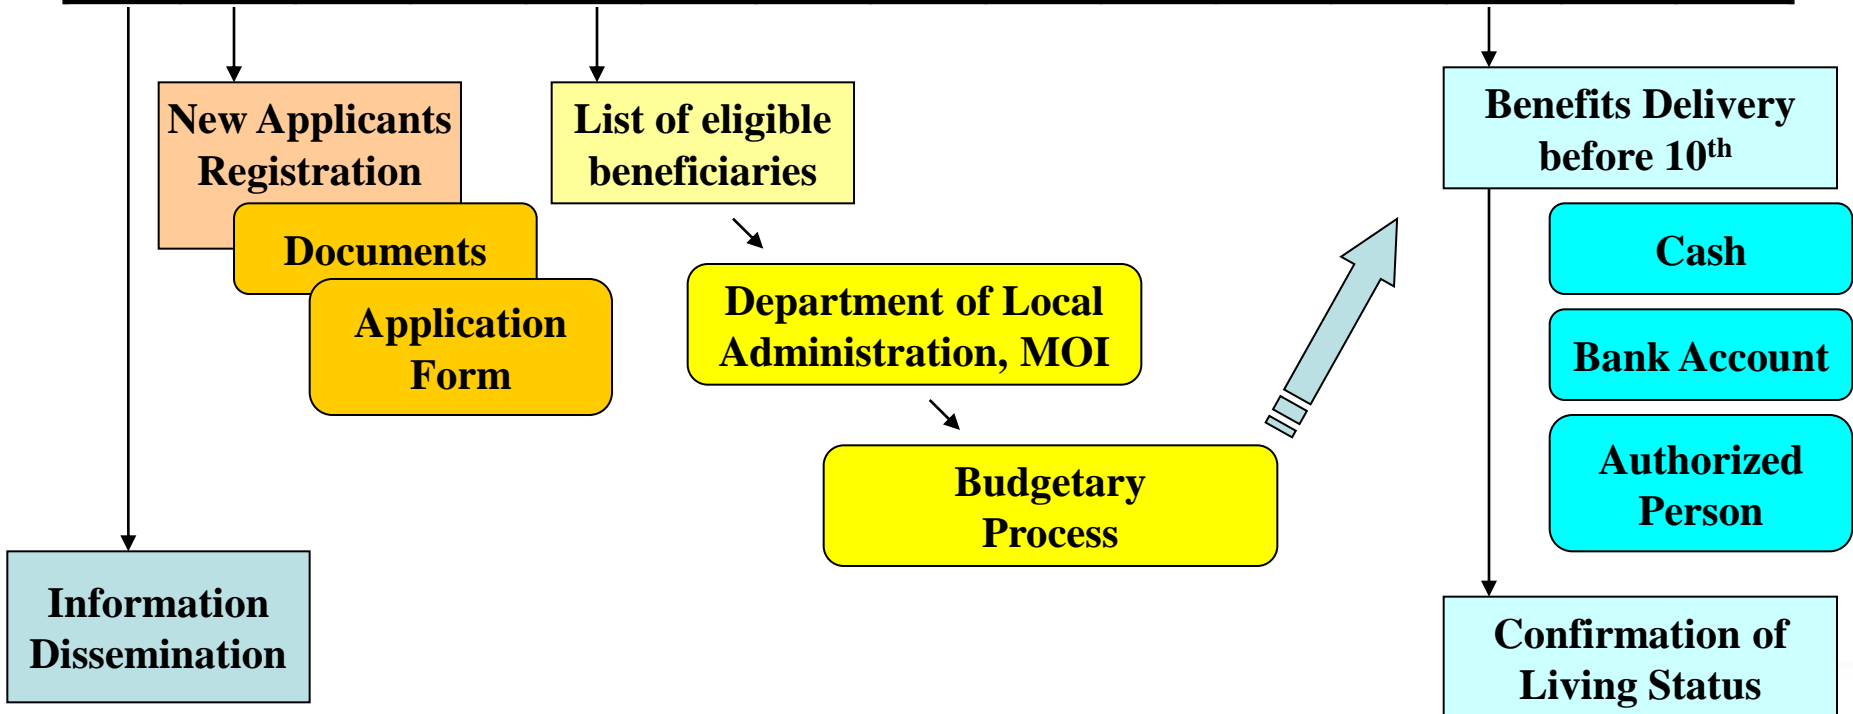 New Applicants
Registration
Documents
Application
Form
List of eligible
beneficiaries
Department of Local
Administration, MOI
Budgetary
Process
Benefits Delivery
before 10th
Cash
Bank Account
Authorized
Person
Information
Dissemination
Confirmation of
Living Status